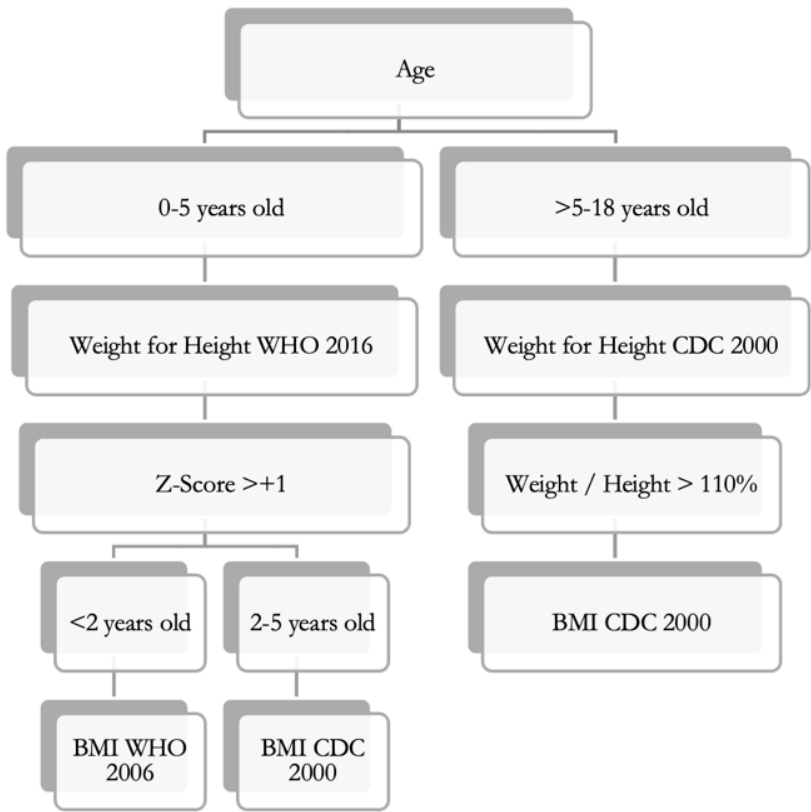 Age
0-5 years old
>5-18 years old
Weight for Height WHO 2016
Weight for Height CDC 2000
Z-Score >+1
Weight / Height > 110%
<2 years old
2-5 years old
BMI CDC 2000
BMI WHO
2006
BMI CDC
2000